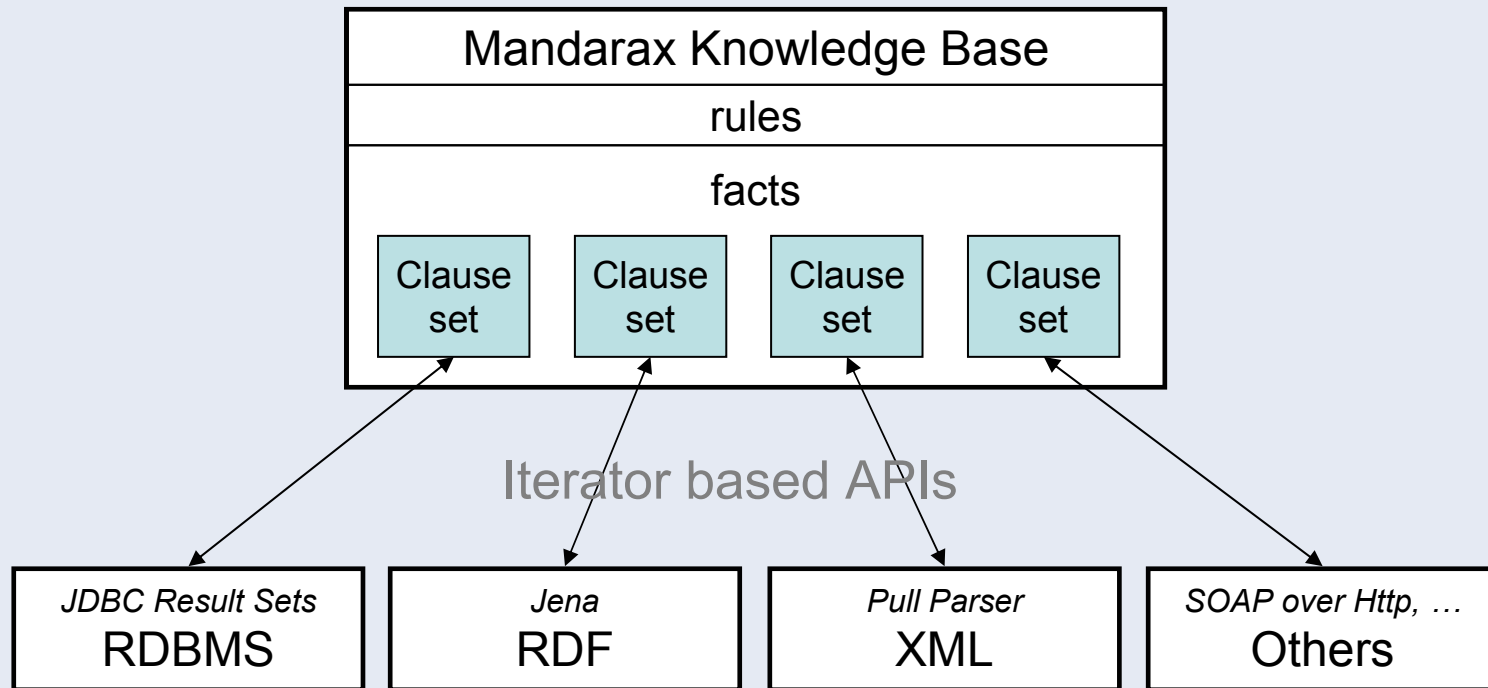 Mandarax Knowledge Base
rules
facts
Clause
set
Clause
set
Clause
set
Clause
set
Iterator based APIs
JDBC Result Sets
RDBMS
Jena
RDF
Pull Parser
XML
SOAP over Http, …
Others